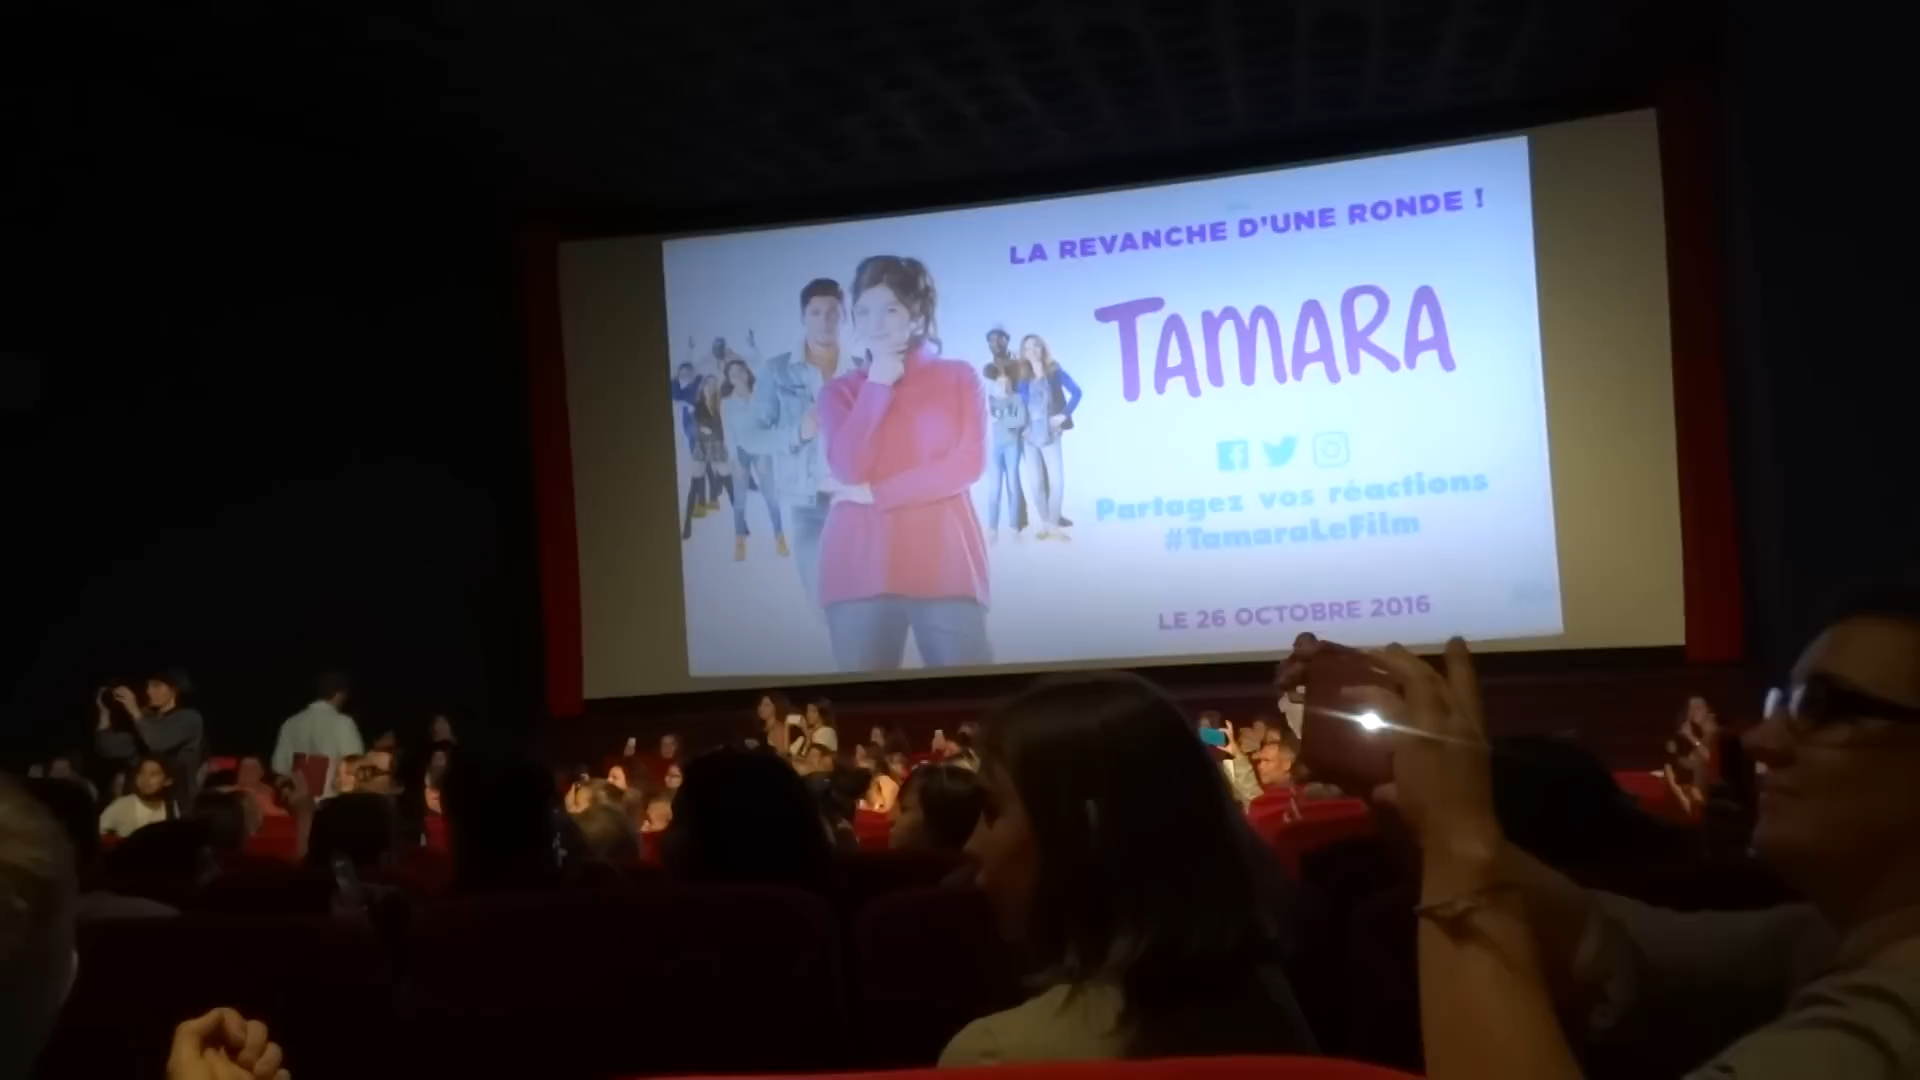 LA REVANCHE D'UNE RONDE !
TAMARA
Partagez vos réactions
#TamaraLeFilm
LE 26 OCTOBRE 2016